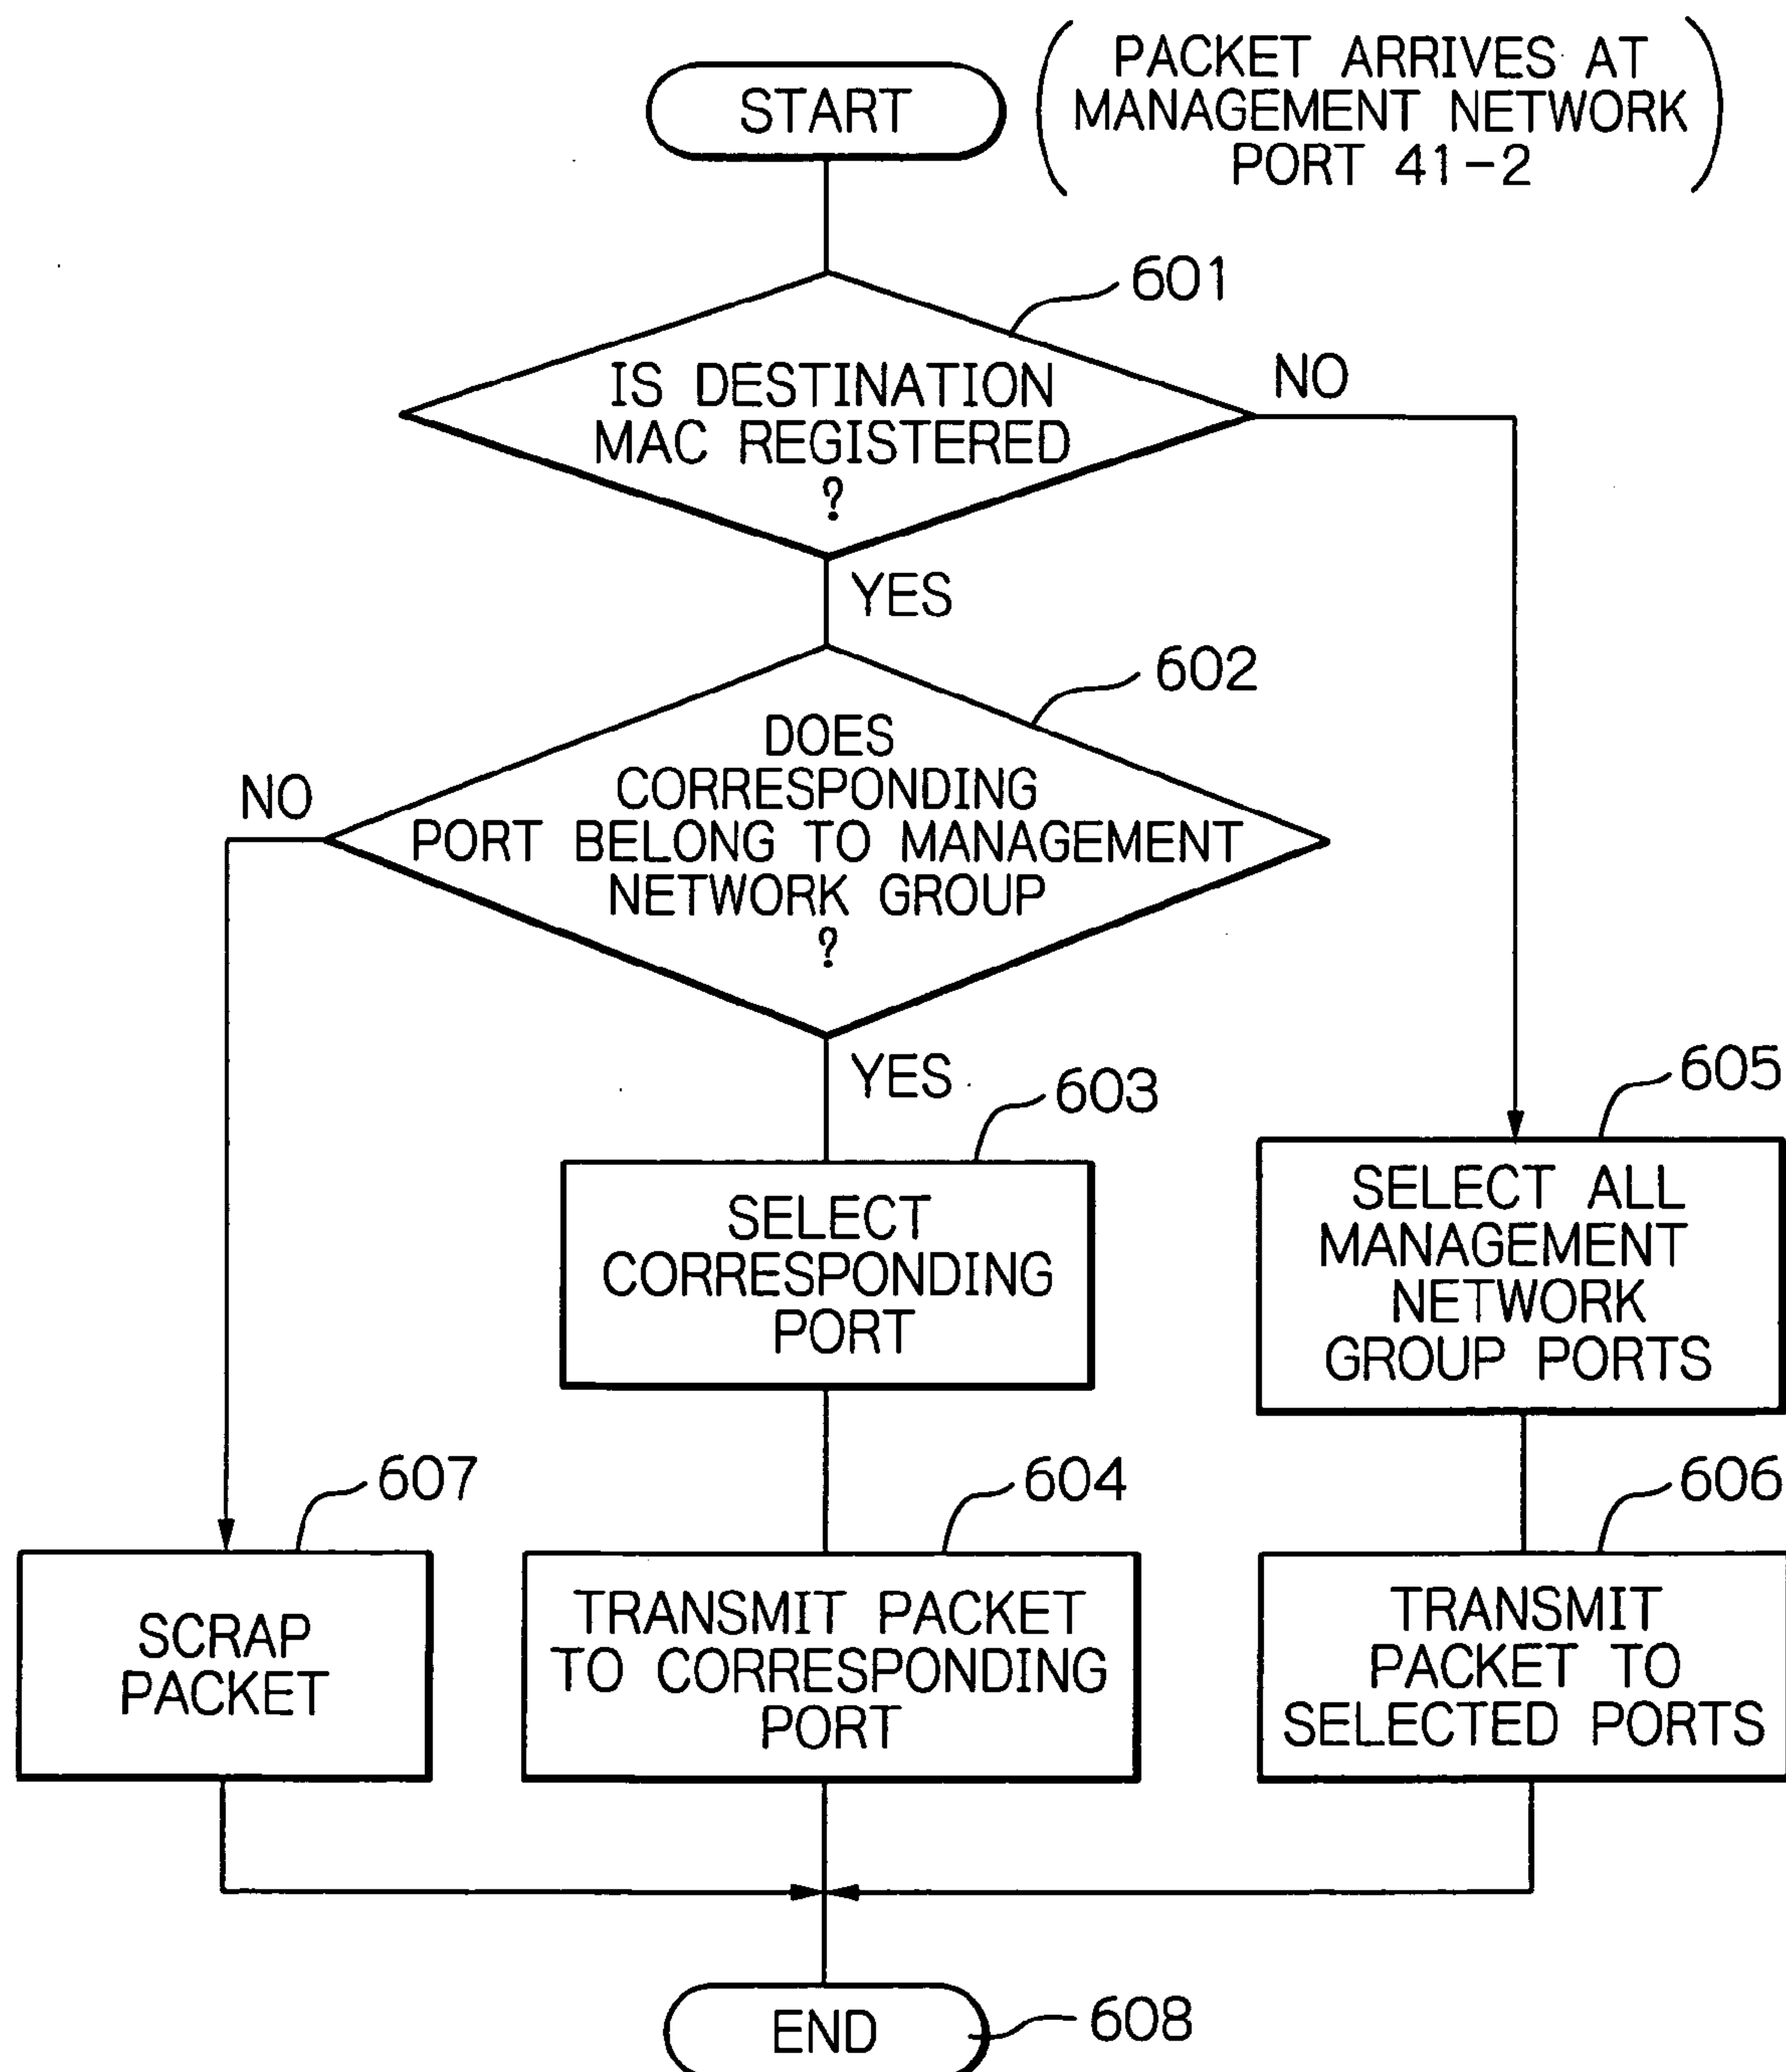 START
PACKET ARRIVES AT
MANAGEMENT NETWORK
PORT 41-2
601
IS DESTINATION
MAC REGISTERED
?
NO
YES
602
DOES
CORRESPONDING
PORT BELONG TO MANAGEMENT
NETWORK GROUP
?
NO
YES
603
SELECT
CORRESPONDING
PORT
605
SELECT ALL
MANAGEMENT
NETWORK
GROUP PORTS
607
SCRAP
PACKET
604
TRANSMIT PACKET
TO CORRESPONDING
PORT
606
TRANSMIT
PACKET TO
SELECTED PORTS
END
608